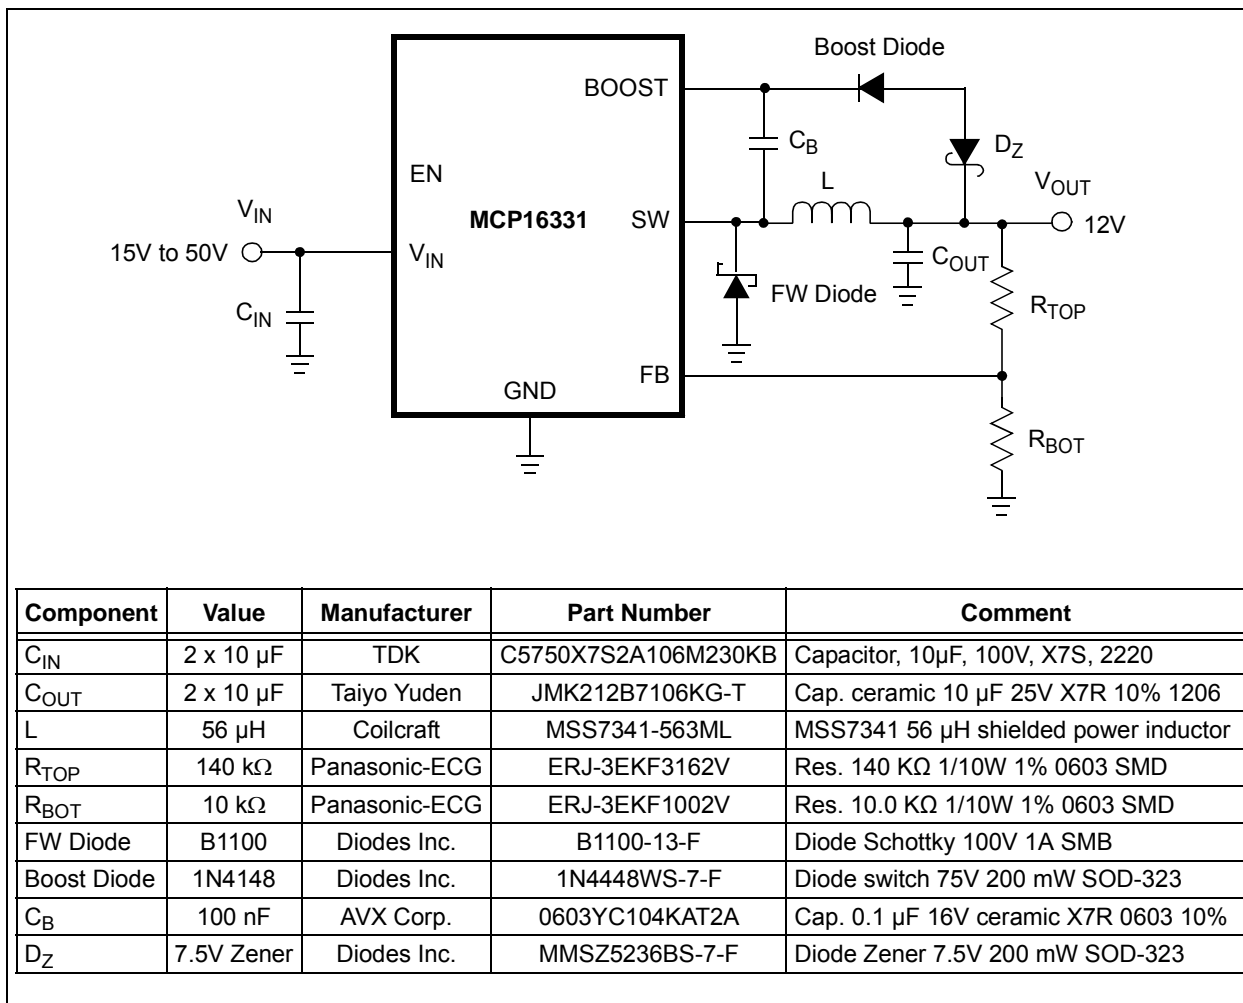 Boost Diode
BOOST
C_B
D_Z
EN
L
V_OUT
V_IN
MCP16331
SW
12V
15V to 50V
V_IN
C_OUT
FW Diode
R_TOP
C_IN
FB
GND
R_BOT
Component Value Manufacturer Part Number Comment
C_IN 2 x 10 µF TDK C5750X7S2A106M230KB Capacitor, 10µF, 100V, X7S, 2220
C_OUT 2 x 10 µF Taiyo Yuden JMK212B7106KG-T Cap. ceramic 10 µF 25V X7R 10% 1206
L 56 µH Coilcraft MSS7341-563ML MSS7341 56 µH shielded power inductor
R_TOP 140 kΩ Panasonic-ECG ERJ-3EKF3162V Res. 140 KΩ 1/10W 1% 0603 SMD
R_BOT 10 kΩ Panasonic-ECG ERJ-3EKF1002V Res. 10.0 KΩ 1/10W 1% 0603 SMD
FW Diode B1100 Diodes Inc. B1100-13-F Diode Schottky 100V 1A SMB
Boost Diode 1N4148 Diodes Inc. 1N4448WS-7-F Diode switch 75V 200 mW SOD-323
C_B 100 nF AVX Corp. 0603YC104KAT2A Cap. 0.1 µF 16V ceramic X7R 0603 10%
D_Z 7.5V Zener Diodes Inc. MMSZ5236BS-7-F Diode Zener 7.5V 200 mW SOD-323